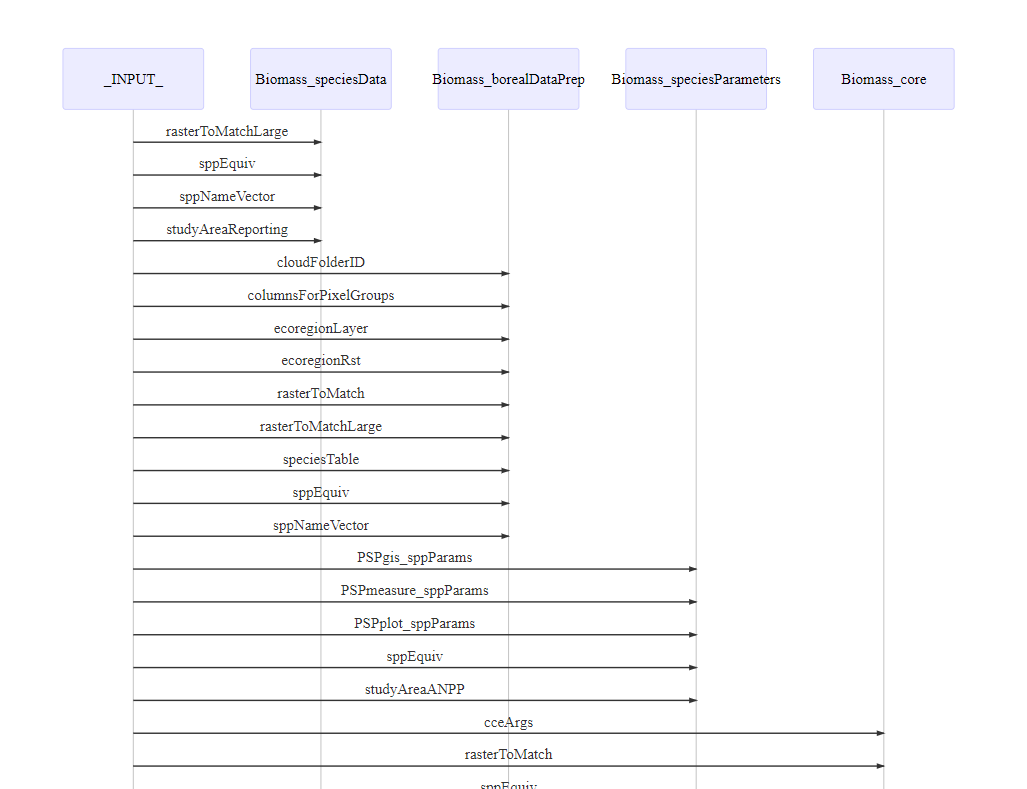 _INPUT_ Biomass_speciesData Biomass_borealDataPrep Biomass_speciesParameters Biomass_core
rasterToMatchLarge
sppEquiv
sppNameVector
studyAreaReporting
cloudFolderID
columnsForPixelGroups
ecoregionLayer
ecoregionRst
rasterToMatch
rasterToMatchLarge
speciesTable
sppEquiv
sppNameVector
PSPgis_sppParams
PSPmeasure_sppParams
PSPplot_sppParams
sppEquiv
studyAreaANPP
cceArgs
rasterToMatch
sppEquiv